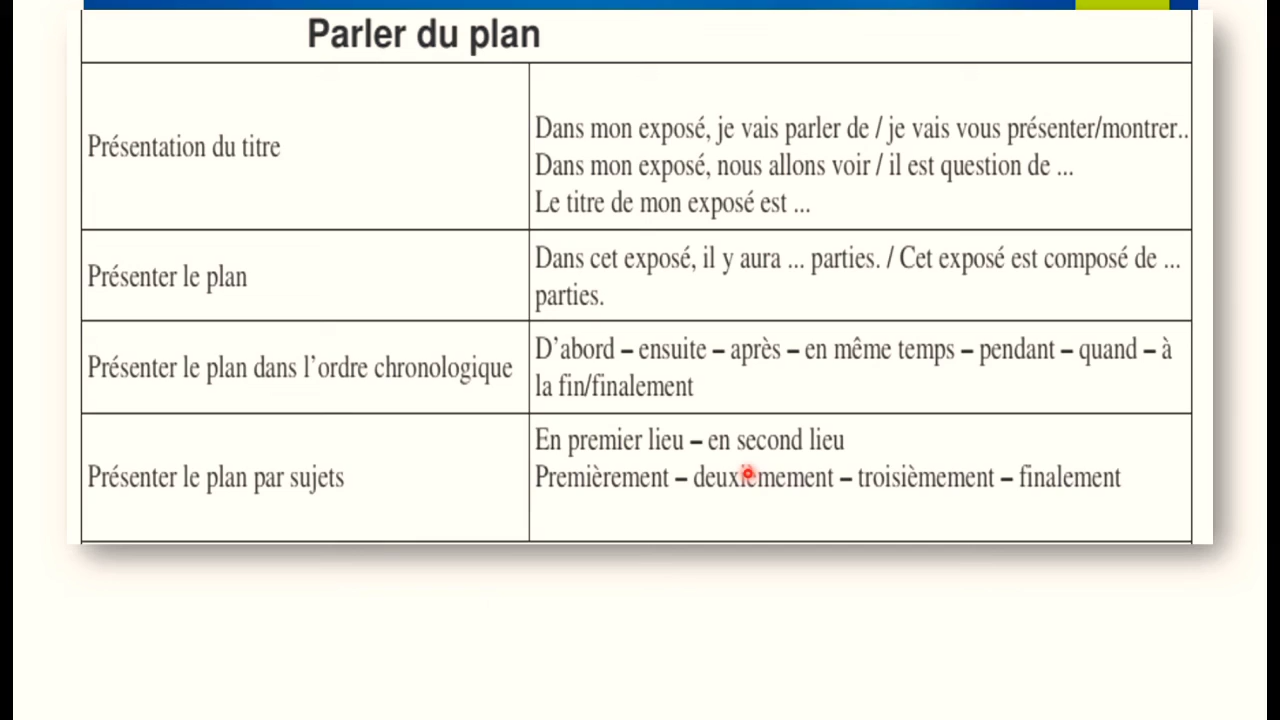 Parler du plan
Présentation du titre
Dans mon exposé, je vais parler de / je vais vous présenter/montrer..
Dans mon exposé, nous allons voir / il est question de ...
Le titre de mon exposé est ...
Présenter le plan
Dans cet exposé, il y aura ... parties. / Cet exposé est composé de ...
parties.
Présenter le plan dans l’ordre chronologique
D’abord – ensuite – après – en même temps – pendant – quand – à
la fin/finalement
Présenter le plan par sujets
En premier lieu – en second lieu
Premièrement – deuxièmement – troisièmement – finalement